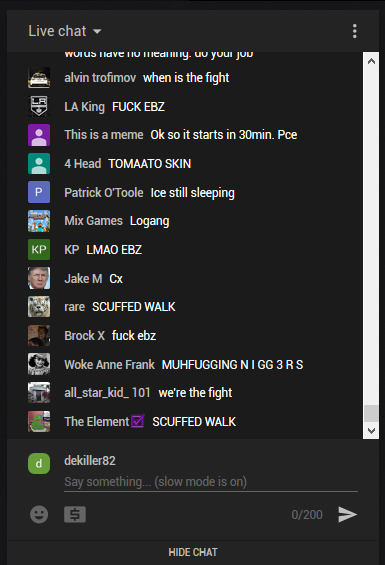 Live chat
words have no meaning. do your job
alvin trofimov when is the fight
LA King FUCK EBZ
This is a meme Ok so it starts in 30min. Pce
4 Head TOMAATO SKIN
P Patrick O'Toole Ice still sleeping
Mix Games Logang
KP KP LMAO EBZ
Jake M Cx
rare SCUFFED WALK
Brock X fuck ebz
Woke Anne Frank MUHFUGGING N I GG 3 R S
all_star_kid_ 101 we're the fight
The Element SCUFFED WALK
d dekiller82
Say something... (slow mode is on)
0/200
HIDE CHAT